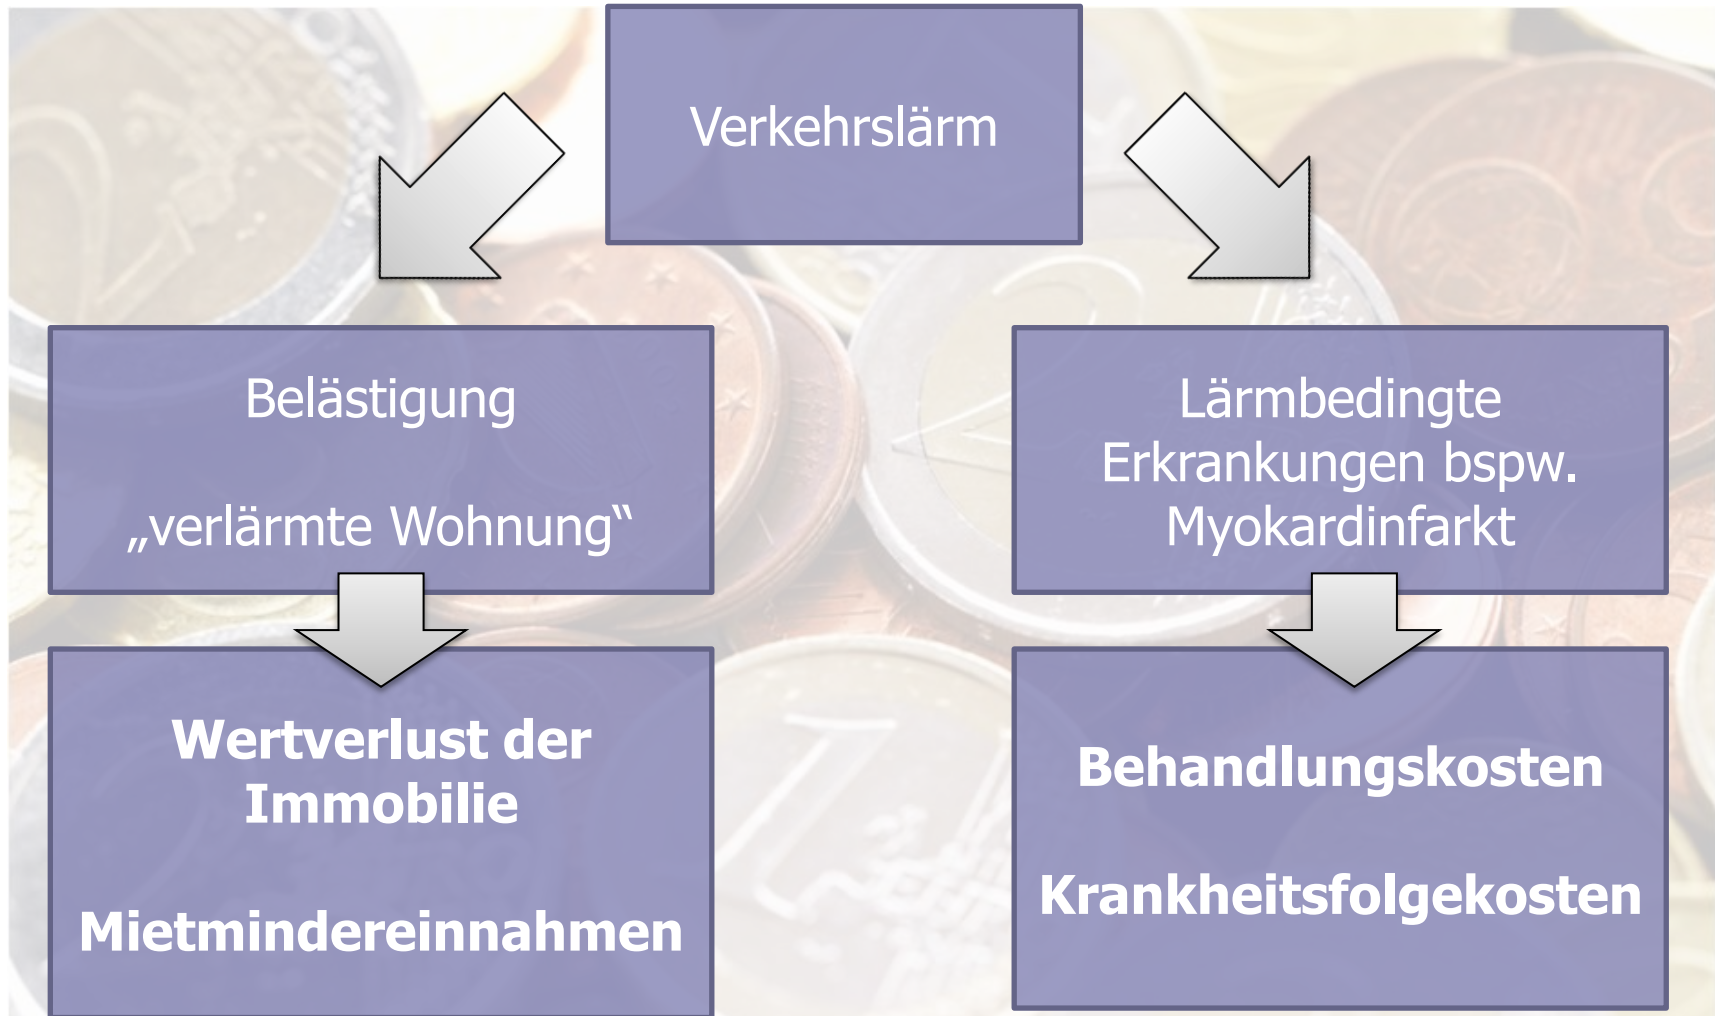 Verkehrslärm
Belästigung
„verlärmte Wohnung“
Lärmbedingte
Erkrankungen bspw.
Myokardinfarkt
Wertverlust der
Immobilie
Mietmindereinnahmen
Behandlungskosten
Krankheitsfolgekosten